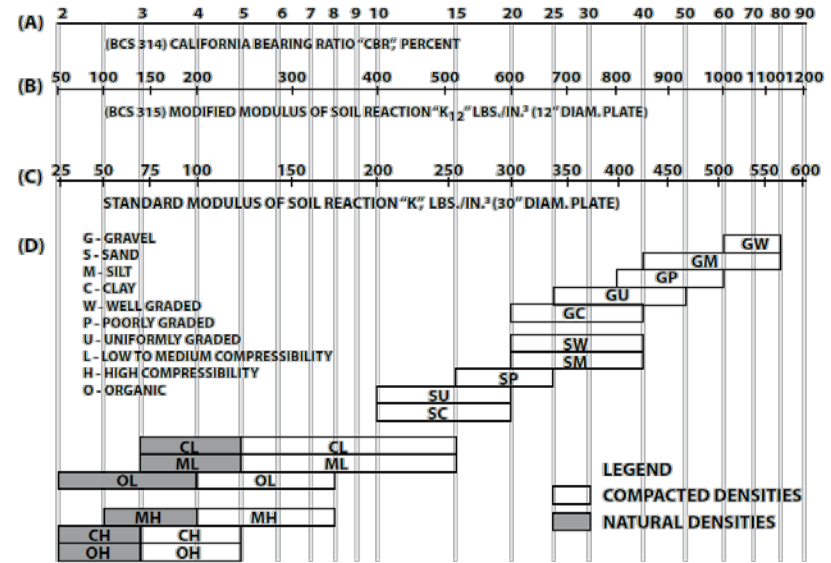 (A) 2 3 4 5 6 7 8 9 10 15 20 25 30 40 50 60 70 80 90
(BCS 314) CALIFORNIA BEARING RATIO "CBR", PERCENT
(B) 50 100 150 200 300 400 500 600 700 800 900 1000 1100 1200
(BCS 315) MODIFIED MODULUS OF SOIL REACTION "K12" LBS./IN.³ (12" DIAM. PLATE)
(C) 25 50 75 100 150 200 250 300 350 400 450 500 550 600
STANDARD MODULUS OF SOIL REACTION "K", LBS./IN.³ (30" DIAM. PLATE)
(D)
G - GRAVEL
S - SAND
M - SILT
C - CLAY
W - WELL GRADED
P - POORLY GRADED
U - UNIFORMLY GRADED
L - LOW TO MEDIUM COMPRESSIBILITY
H - HIGH COMPRESSIBILITY
O - ORGANIC
GW
GM
GP
GU
GC
SW
SM
SP
SU
SC
CL CL
ML ML
OL OL
MH MH
CH CH
OH OH
LEGEND
COMPACTED DENSITIES
NATURAL DENSITIES